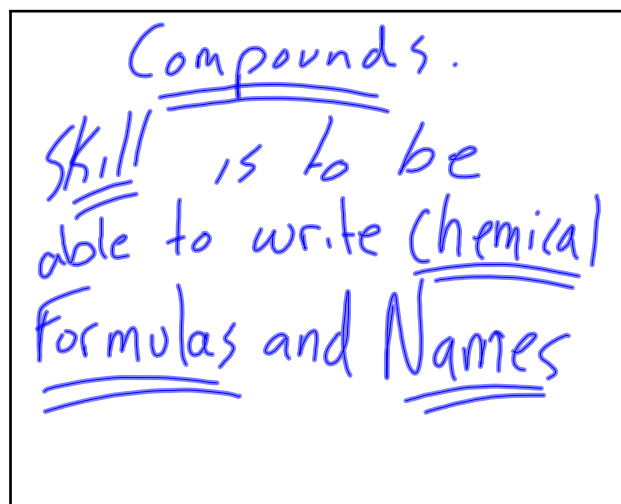 Compounds.
Skill is to be
able to write Chemical
Formulas and Names